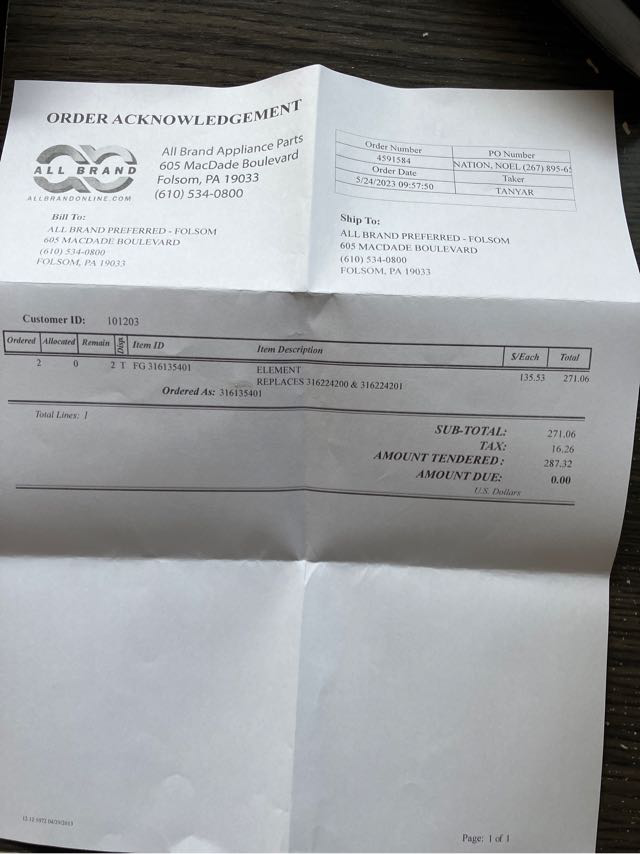 ORDER ACKNOWLEDGEMENT
ALL BRAND
ALLBRANDONLINE.COM
All Brand Appliance Parts
605 MacDade Boulevard
Folsom, PA 19033
(610) 534-0800
Order Number PO Number
4591584 NATION, NOEL (267) 895-65
Order Date Taker
5/24/2023 09:57:50 TANYAR
Bill To:
ALL BRAND PREFERRED - FOLSOM
605 MACDADE BOULEVARD
(610) 534-0800
FOLSOM, PA 19033
Ship To:
ALL BRAND PREFERRED - FOLSOM
605 MACDADE BOULEVARD
(610) 534-0800
FOLSOM, PA 19033
Customer ID: 101203
Ordered Allocated Remain Disp. Item ID Item Description $/Each Total
2 0 2 T FG 316135401 ELEMENT 135.53 271.06
REPLACES 316224200 & 316224201
Ordered As: 316135401
Total Lines: 1
SUB-TOTAL: 271.06
TAX: 16.26
AMOUNT TENDERED: 287.32
AMOUNT DUE: 0.00
U.S. Dollars
Page: 1 of 1